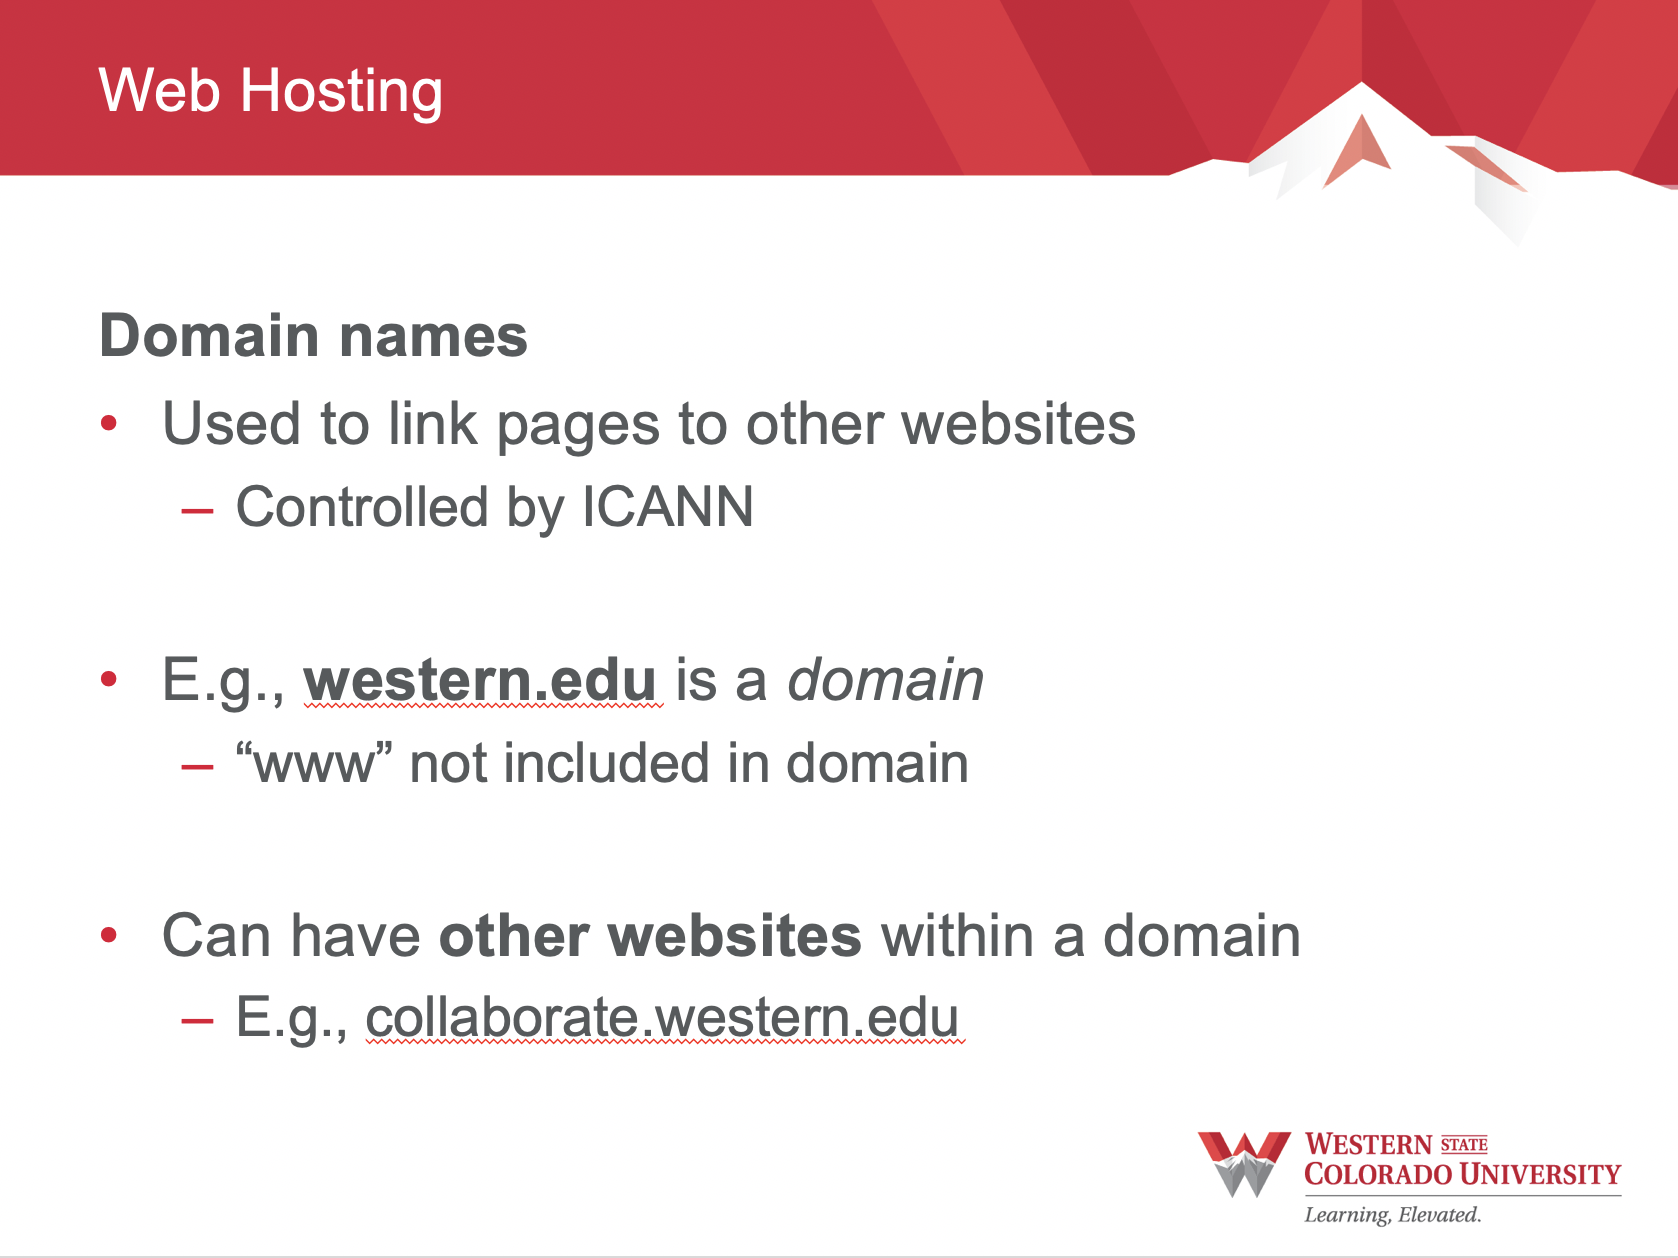 Web Hosting
Domain names
• Used to link pages to other websites
– Controlled by ICANN
• E.g., western.edu is a domain
– “www” not included in domain
• Can have other websites within a domain
– E.g., collaborate.western.edu
WESTERN STATE
COLORADO UNIVERSITY
Learning, Elevated.